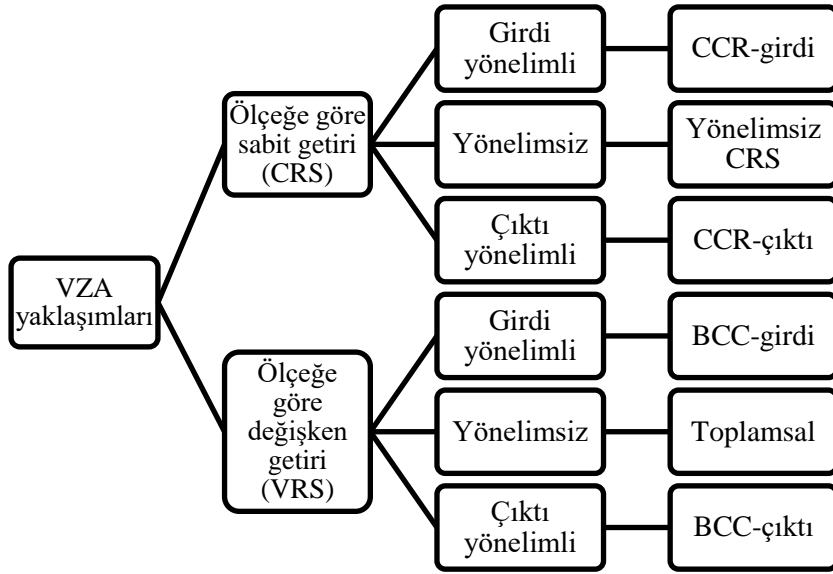 VZA
yaklaşımları
Ölçeğe göre
sabit getiri
(CRS)
Girdi
yönelimli
CCR-girdi
Yönelimsiz
Yönelimsiz
CRS
Çıktı
yönelimli
CCR-çıktı
Ölçeğe
göre
değişken
getiri
(VRS)
Girdi
yönelimli
BCC-girdi
Yönelimsiz
Toplamsal
Çıktı
yönelimli
BCC-çıktı